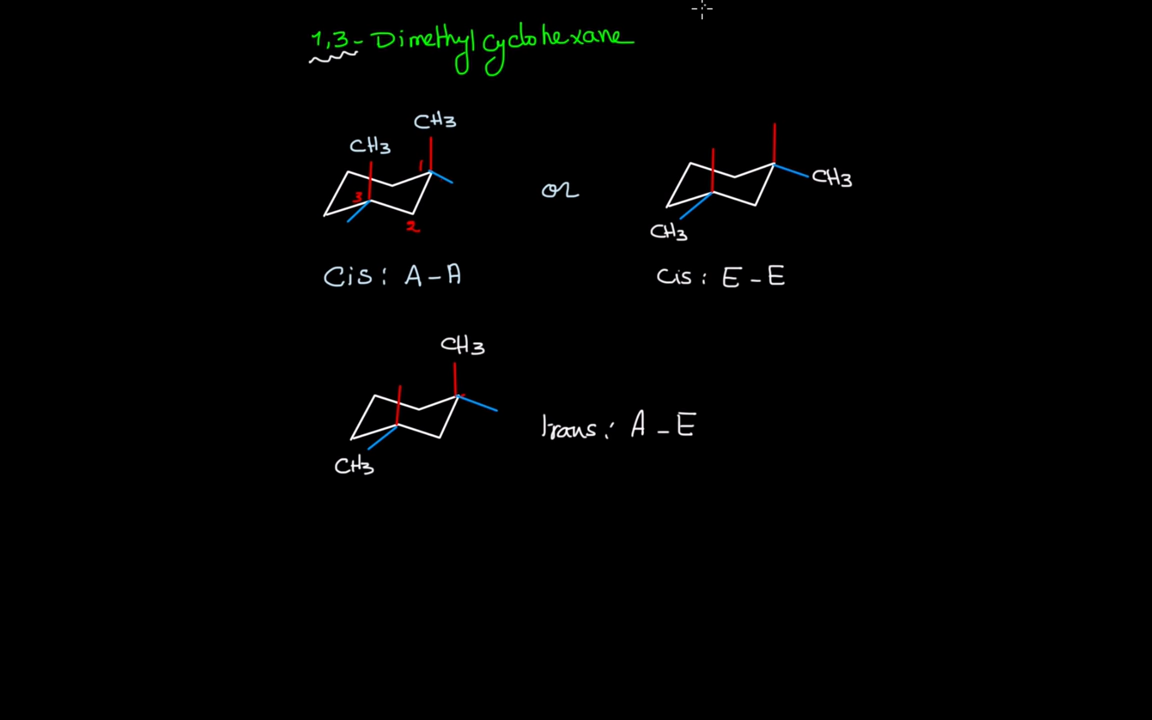 1,3- Dimethyl cyclohexane
CH3
CH3
1
3
2
or
CH3
CH3
Cis: A-A
Cis: E-E
CH3
trans: A-E
CH3